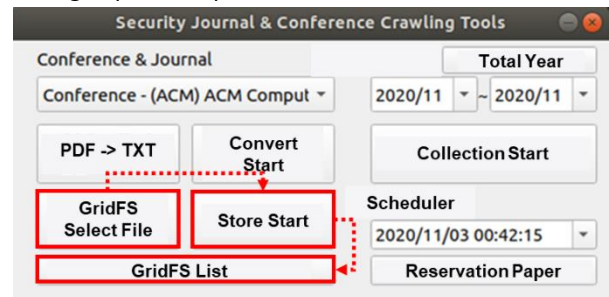 Security Journal & Conference Crawling Tools
Conference & Journal
Total Year
Conference - (ACM) ACM Comput
2020/11 ~ 2020/11
PDF -> TXT
Convert
Start
Collection Start
GridFS
Select File
Store Start
Scheduler
2020/11/03 00:42:15
GridFS List
Reservation Paper